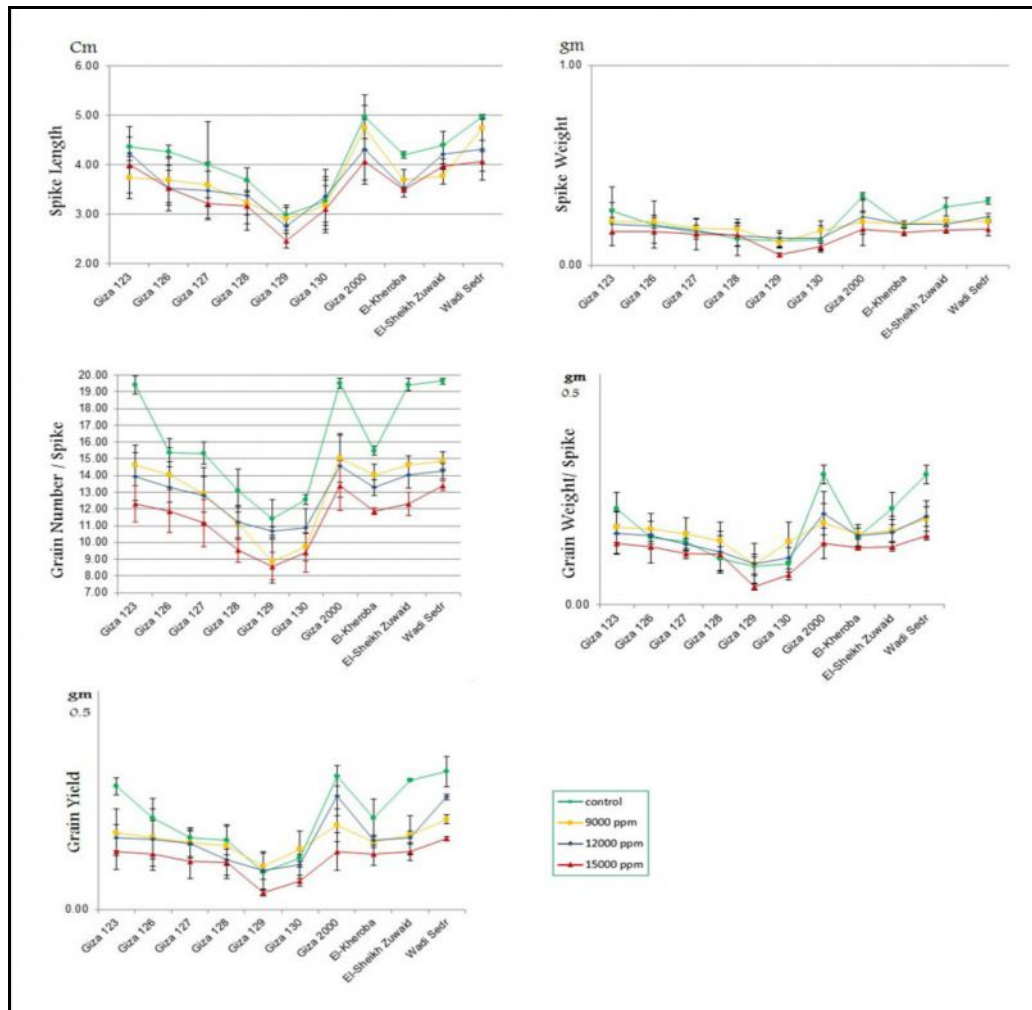 Cm
6.00
5.00
4.00
3.00
2.00
Spike Length
Giza 123
Giza 126
Giza 127
Giza 128
Giza 129
Giza 130
Giza 2000
El-Kheroba
El-Sheikh Zuwaid
Wadi Sedr
gm
1.00
0.00
Spike Weight
Giza 123
Giza 126
Giza 127
Giza 128
Giza 129
Giza 130
Giza 2000
El-Kheroba
El-Sheikh Zuwaid
Wadi Sedr
20.00
19.00
18.00
17.00
16.00
15.00
14.00
13.00
12.00
11.00
10.00
9.00
8.00
7.00
Grain Number / Spike
Giza 123
Giza 126
Giza 127
Giza 128
Giza 129
Giza 130
Giza 2000
El-Kheroba
El-Sheikh Zuwaid
Wadi Sedr
gm
0.5
0.00
Grain Weight/ Spike
Giza 123
Giza 126
Giza 127
Giza 128
Giza 129
Giza 130
Giza 2000
El-Kheroba
El-Sheikh Zuwaid
Wadi Sedr
gm
0.5
0.00
Grain Yield
Giza 123
Giza 126
Giza 127
Giza 128
Giza 129
Giza 130
Giza 2000
El-Kheroba
El-Sheikh Zuwaid
Wadi Sedr
control
9000 ppm
12000 ppm
15000 ppm